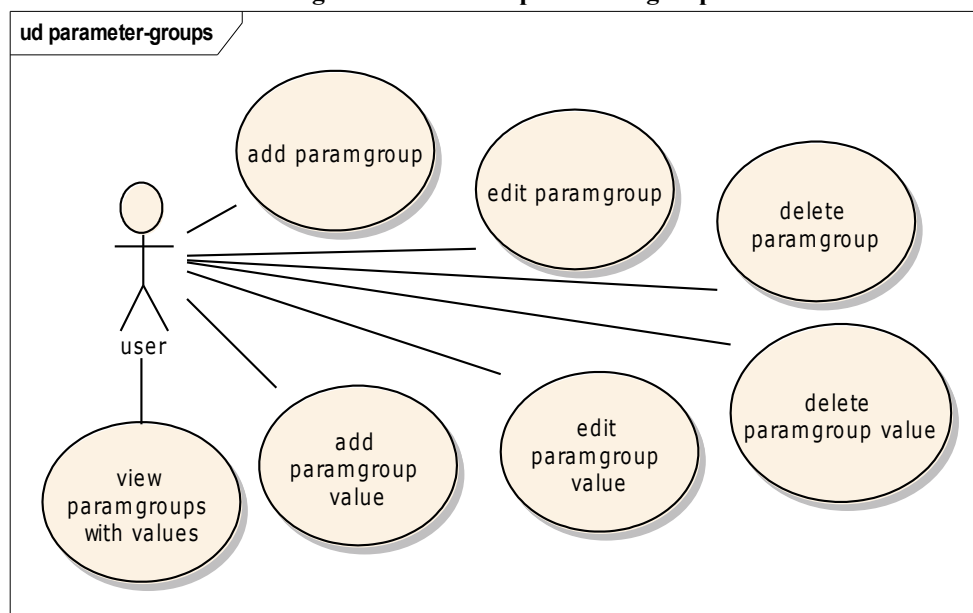 ud parameter-groups
add paramgroup
edit paramgroup
delete
paramgroup
user
delete
paramgroup value
edit
paramgroup
value
add
paramgroup
value
view
paramgroups
with values